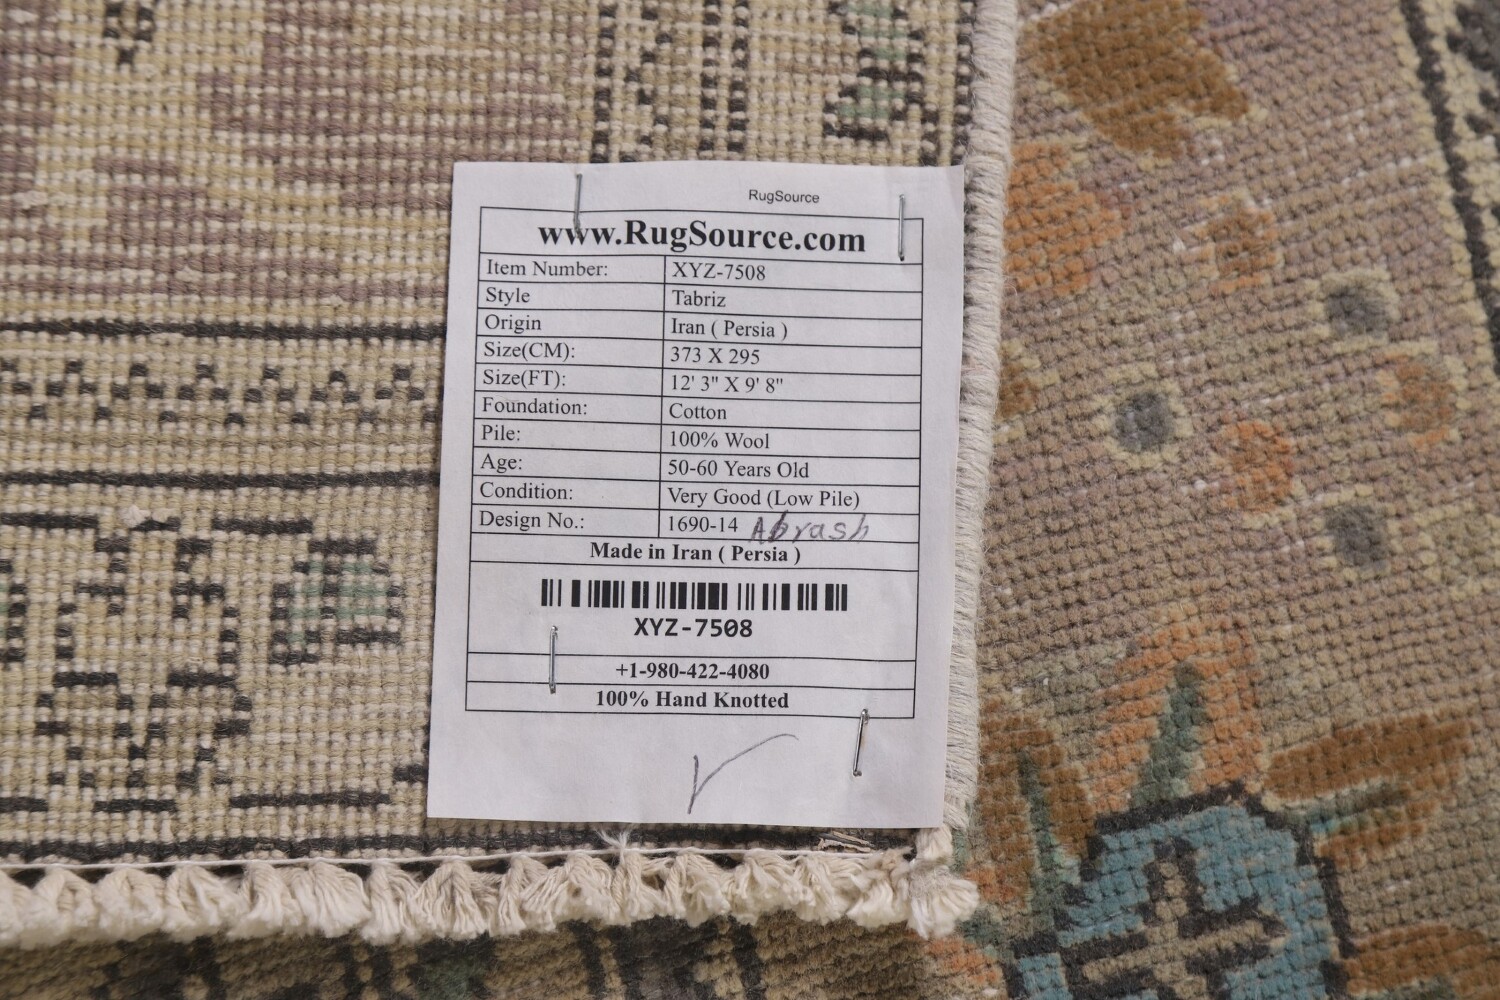 RugSource
www.RugSource.com
Item Number: XYZ-7508
Style Tabriz
Origin Iran ( Persia )
Size(CM): 373 X 295
Size(FT): 12' 3" X 9' 8"
Foundation: Cotton
Pile: 100% Wool
Age: 50-60 Years Old
Condition: Very Good (Low Pile)
Design No.: 1690-14 Abrash
Made in Iran ( Persia )
XYZ-7508
+1-980-422-4080
100% Hand Knotted